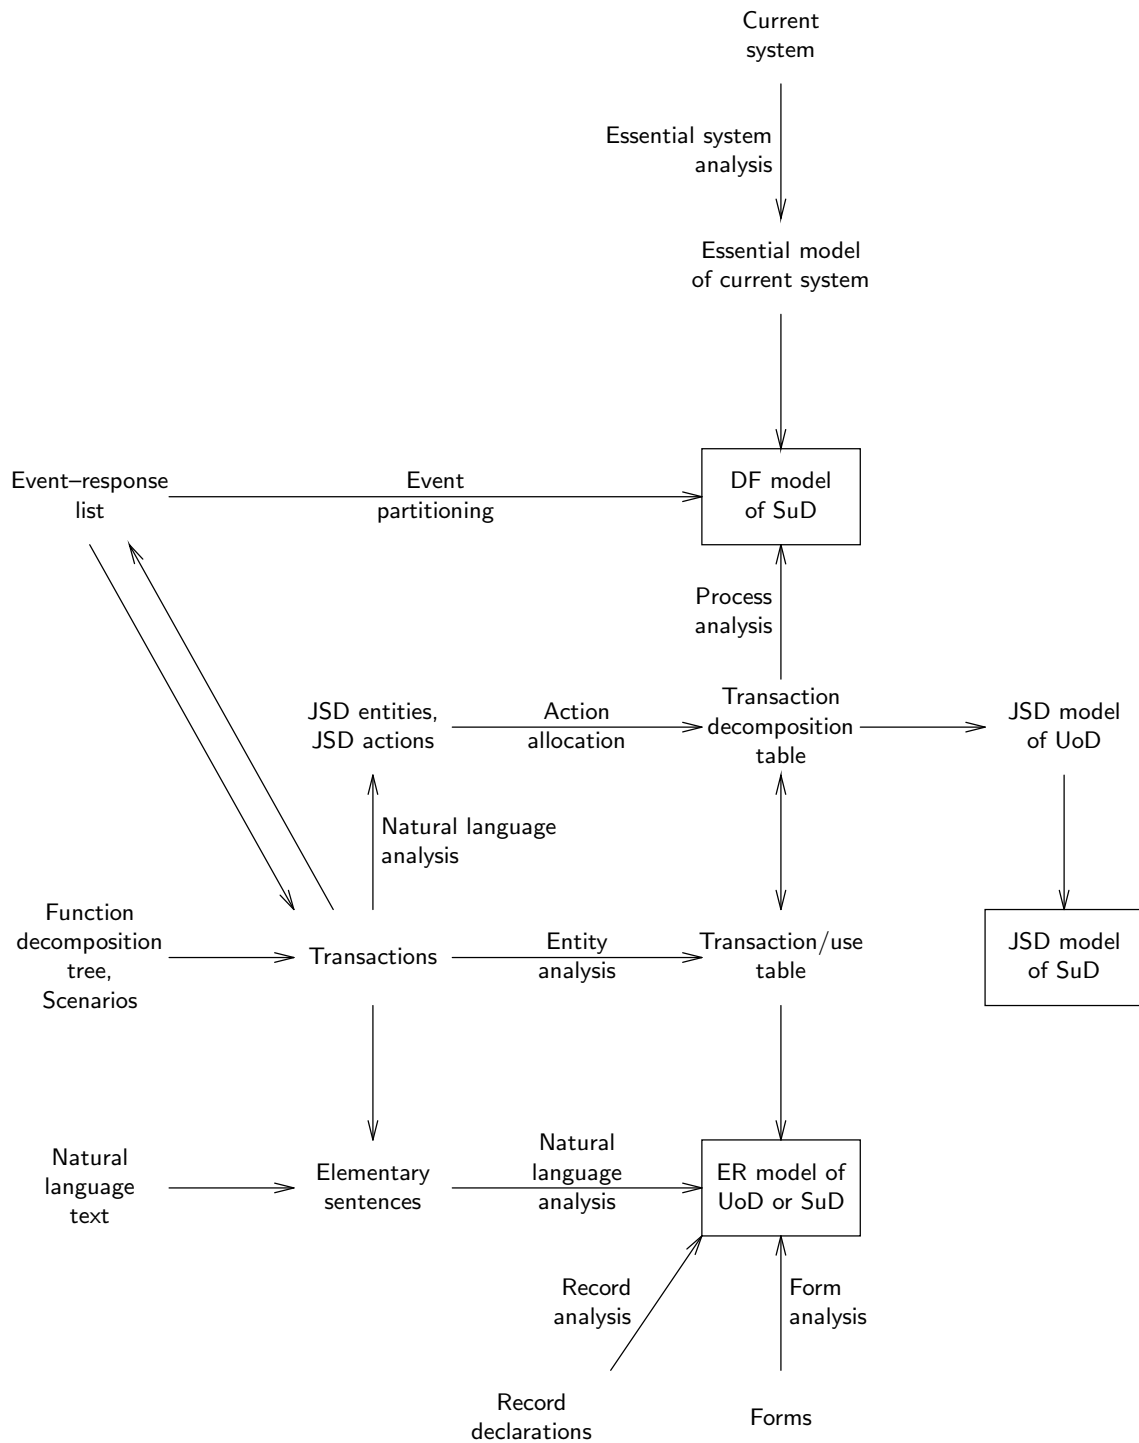 Current
system
Essential system
analysis
Essential model
of current system
Event–response
list
Event
partitioning
DF model
of SuD
Process
analysis
JSD entities,
JSD actions
Action
allocation
Transaction
decomposition
table
JSD model
of UoD
Natural language
analysis
Function
decomposition
tree,
Scenarios
Transactions
Entity
analysis
Transaction/use
table
JSD model
of SuD
Natural
language
text
Elementary
sentences
Natural
language
analysis
ER model of
UoD or SuD
Record
analysis
Form
analysis
Record
declarations
Forms